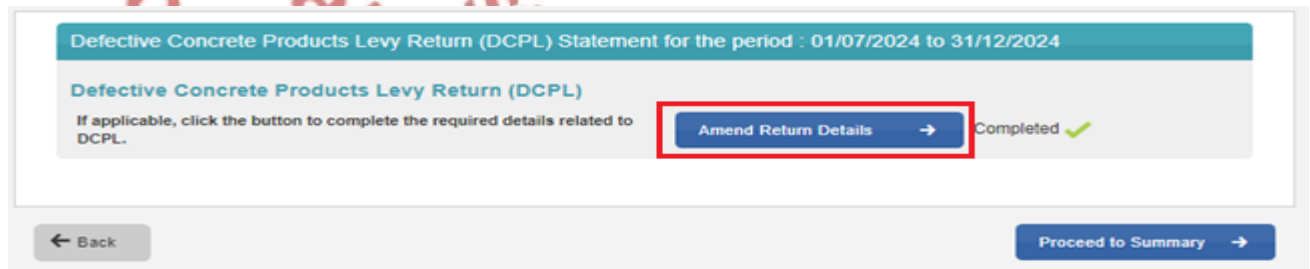 Defective Concrete Products Levy Return (DCPL) Statement for the period : 01/07/2024 to 31/12/2024
Defective Concrete Products Levy Return (DCPL)
If applicable, click the button to complete the required details related to
DCPL.
Amend Return Details
Completed
Back
Proceed to Summary